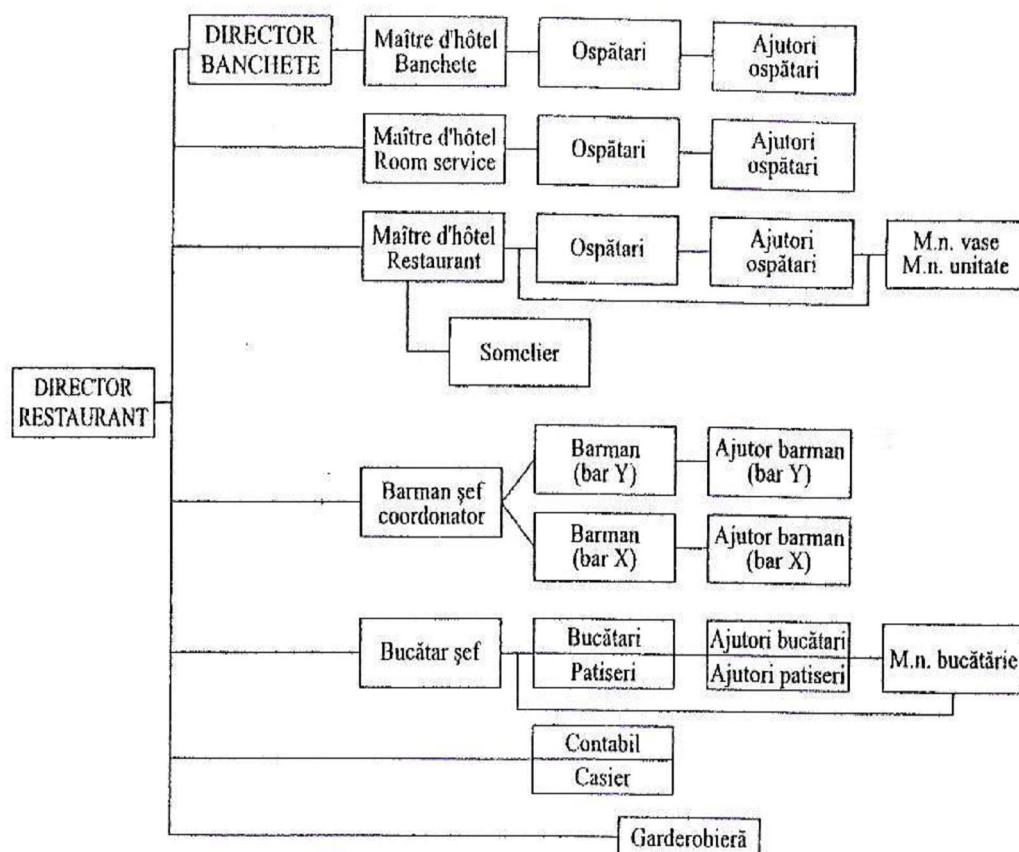 DIRECTOR
BANCHETE
Maître d'hôtel
Banchete
Ospătari
Ajutori
ospătari
Maître d'hôtel
Room service
Ospătari
Ajutori
ospătari
Maître d'hôtel
Restaurant
Ospătari
Ajutori
ospătari
M.n. vase
M.n. unitate
Somelier
DIRECTOR
RESTAURANT
Barman şef
coordonator
Barman
(bar Y)
Ajutor barman
(bar Y)
Barman
(bar X)
Ajutor barman
(bar X)
Bucătar şef
Bucătari
Patiseri
Ajutori bucătari
Ajutori patiseri
M.n. bucătărie
Contabil
Casier
Garderobieră